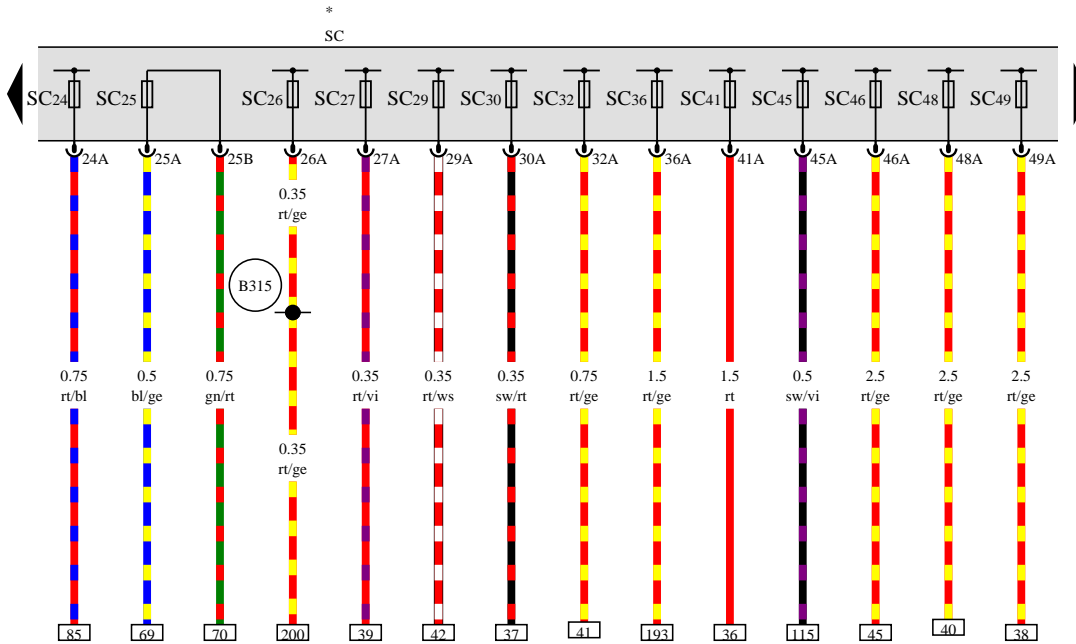 *
SC
SC24 SC25 SC26 SC27 SC29 SC30 SC32 SC36 SC41 SC45 SC46 SC48 SC49
24A 25A 25B 26A 27A 29A 30A 32A 36A 41A 45A 46A 48A 49A
0.35
rt/ge
B315
0.75 0.5 0.75 0.35 0.35 0.35 0.75 1.5 1.5 0.5 2.5 2.5 2.5
rt/bl bl/ge gn/rt rt/vi rt/ws sw/rt rt/ge rt/ge rt sw/vi rt/ge rt/ge rt/ge
0.35
rt/ge
85 69 70 200 39 42 37 41 193 36 115 45 40 38